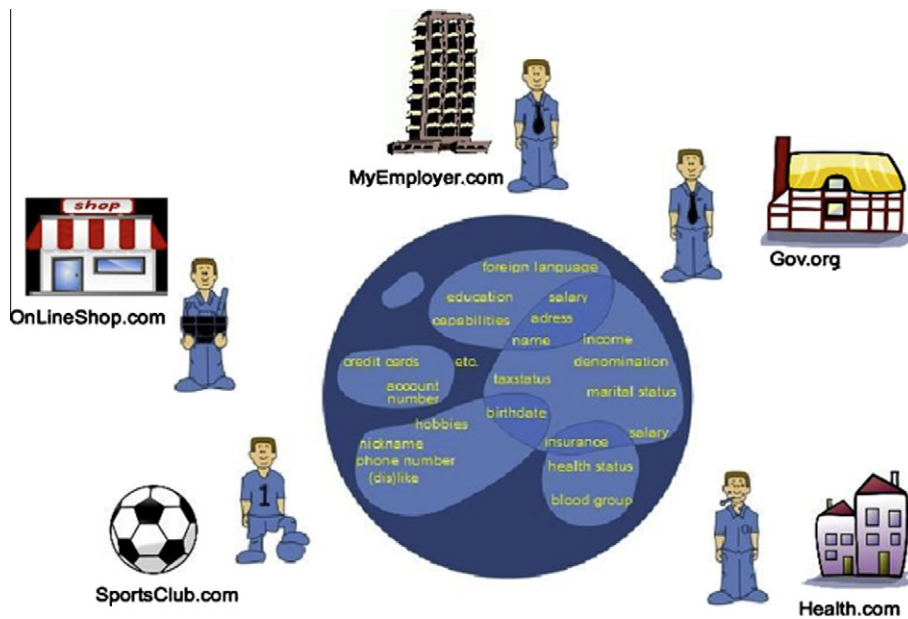 MyEmployer.com
shop
Gov.org
OnLineShop.com
foreign language
education
salary
capabilities
adress
name
income
credit cards
etc.
denomination
account
number
taxstatus
marital status
birthdate
hobbies
salary
nickname
insurance
phone number
health status
(dis)like
blood group
1
SportsClub.com
Health.com